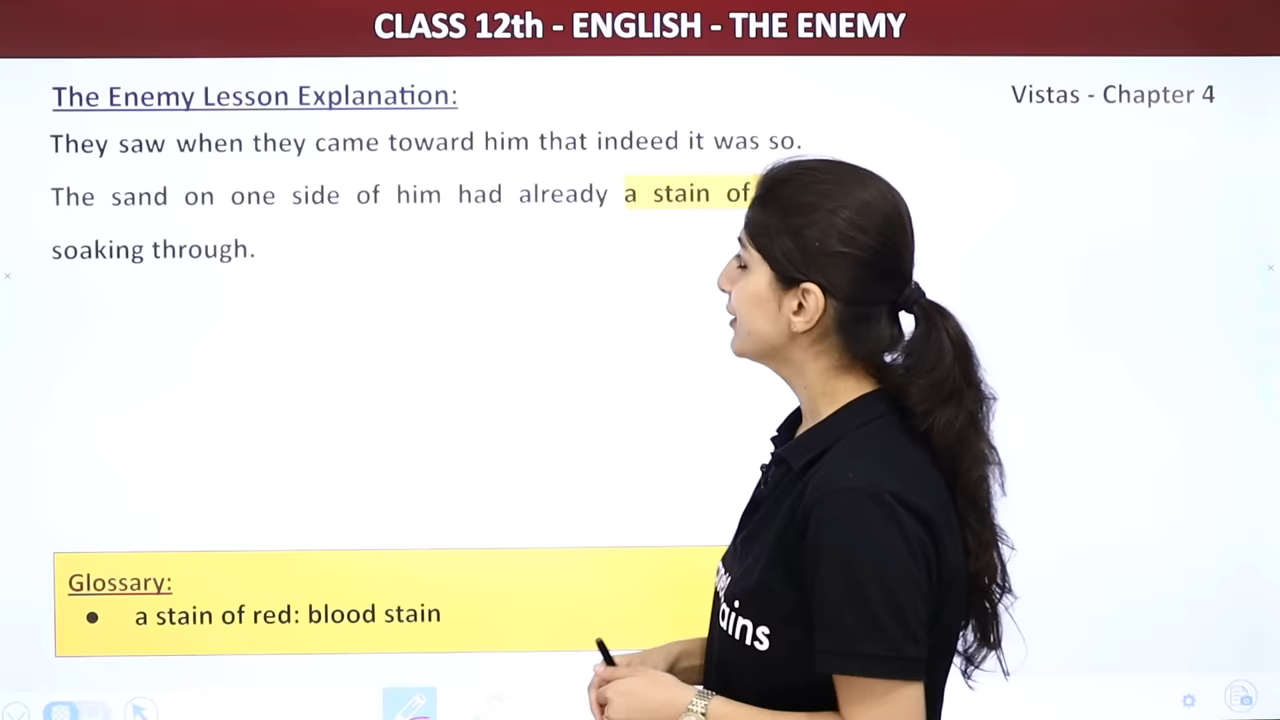 CLASS 12th - ENGLISH - THE ENEMY
The Enemy Lesson Explanation:
Vistas - Chapter 4
They saw when they came toward him that indeed it was so.
The sand on one side of him had already a stain of
soaking through.
Glossary:
● a stain of red: blood stain
ains